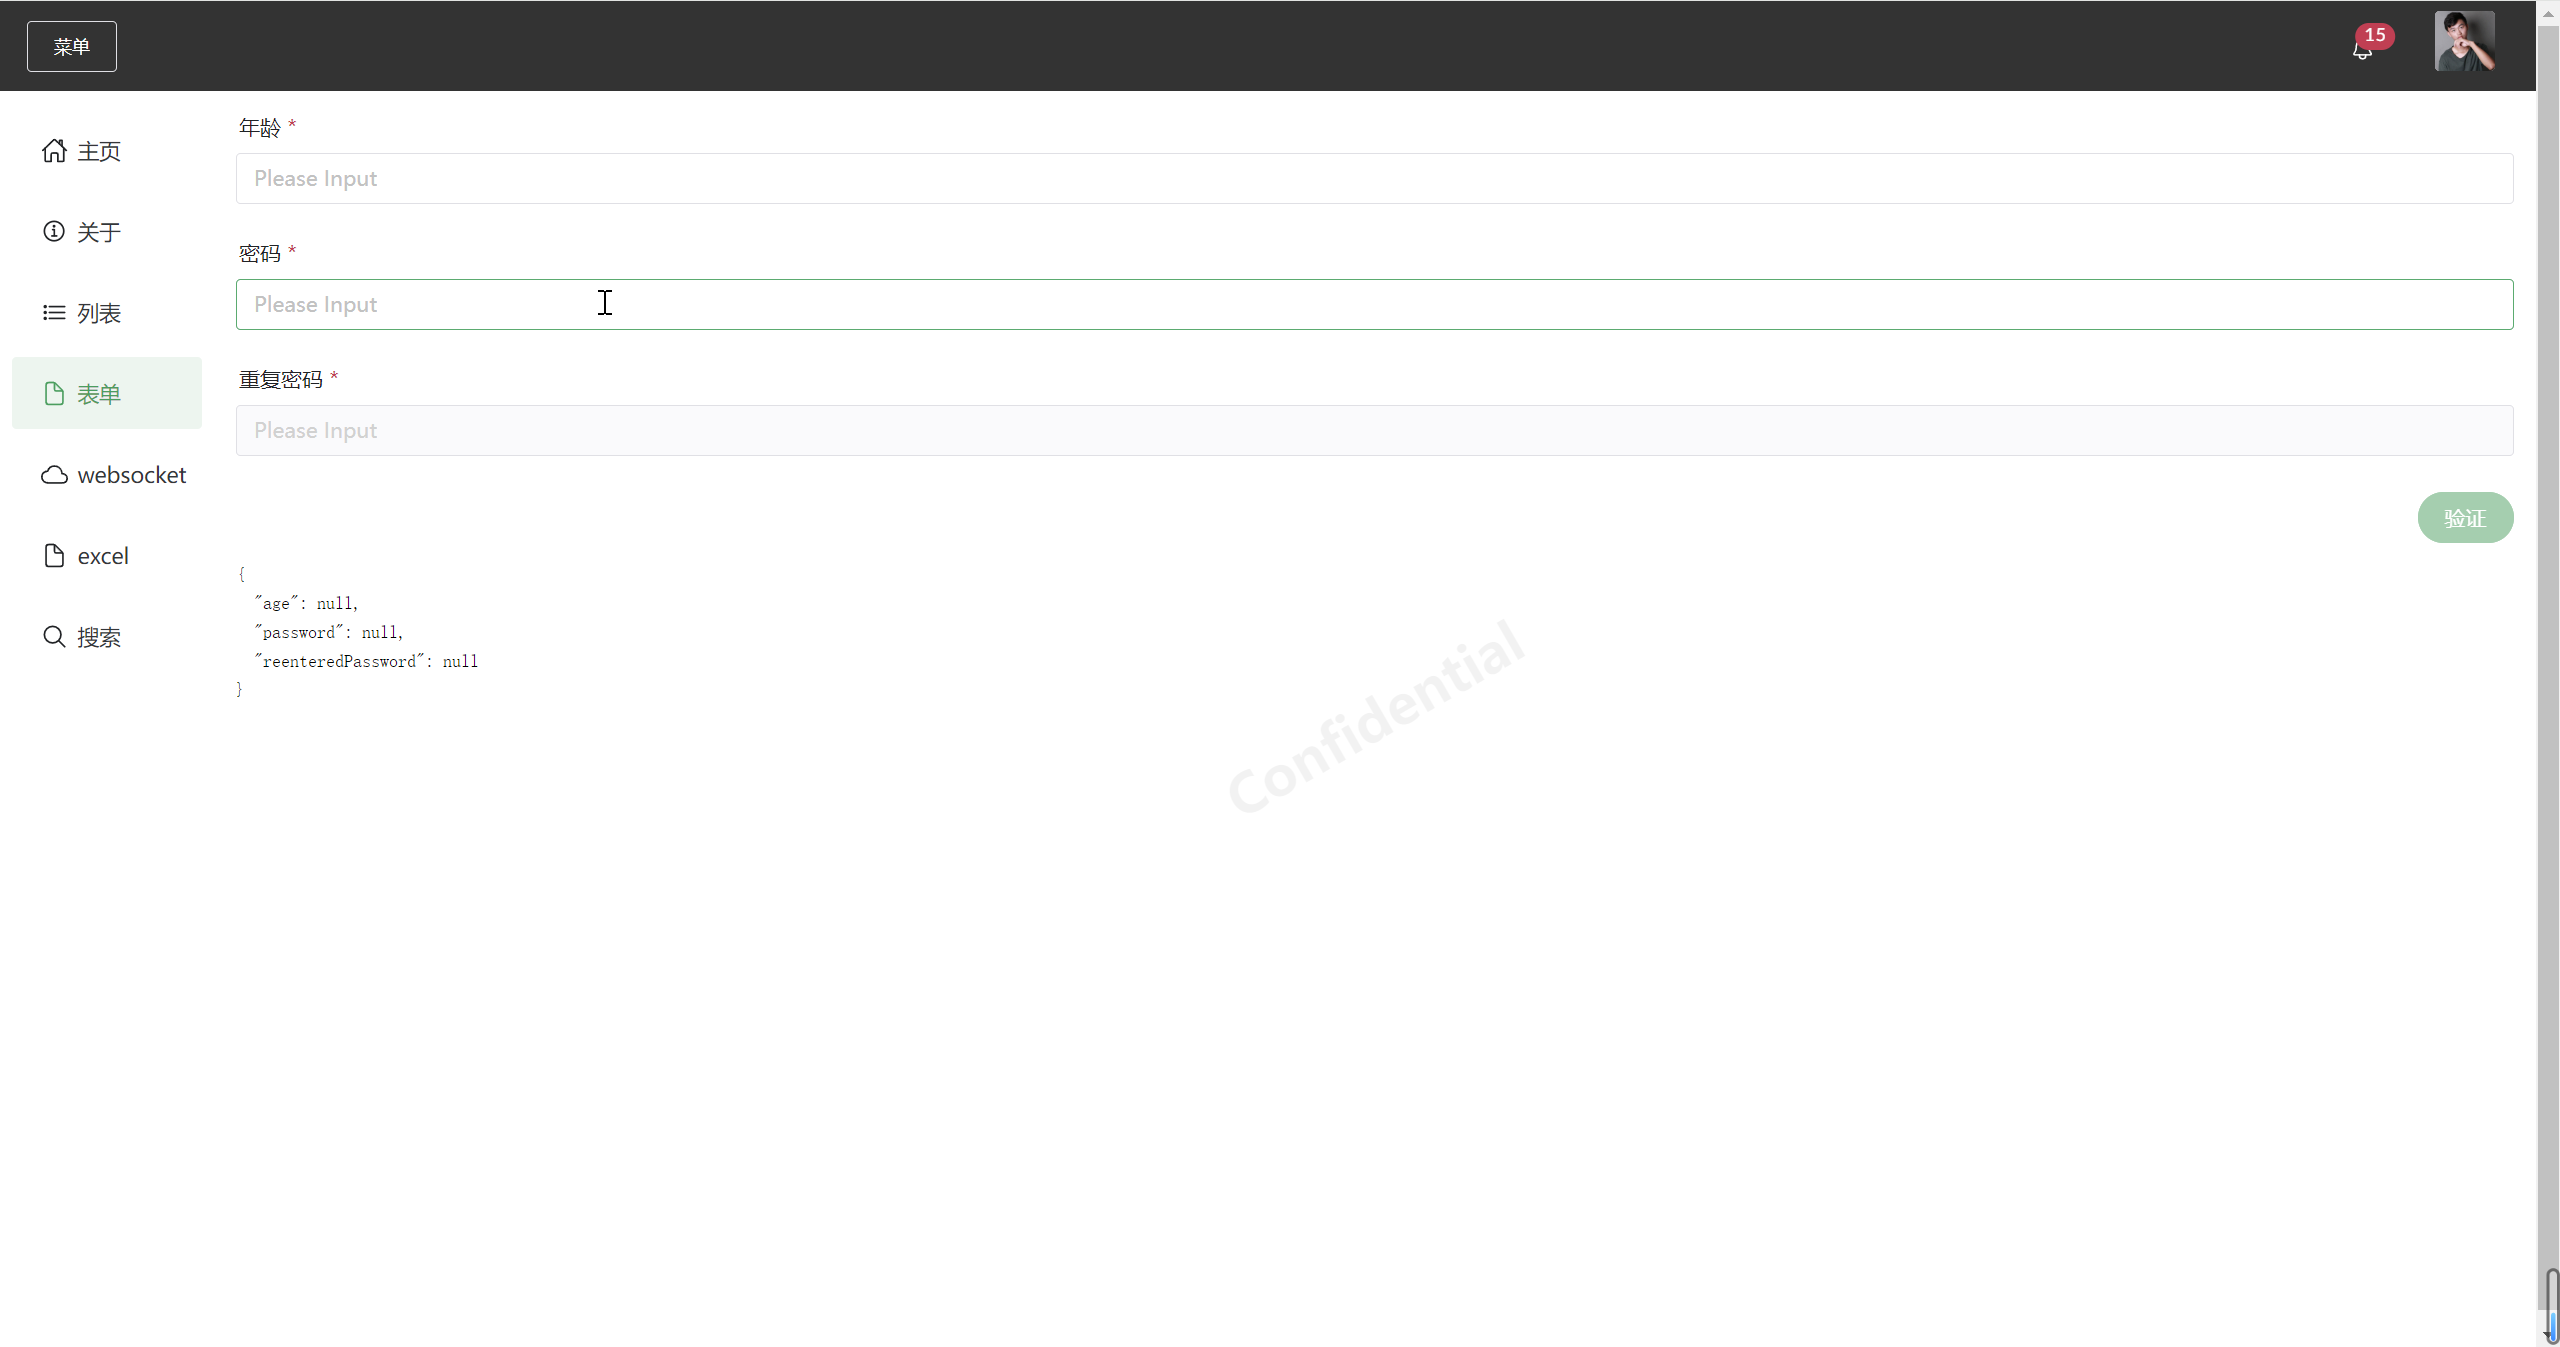 菜单
15
主页
关于
列表
表单
websocket
excel
搜索
年龄 *
Please Input
密码 *
Please Input
重复密码 *
Please Input
验证
{
"age": null,
"password": null,
"reenteredPassword": null
}
Confidential